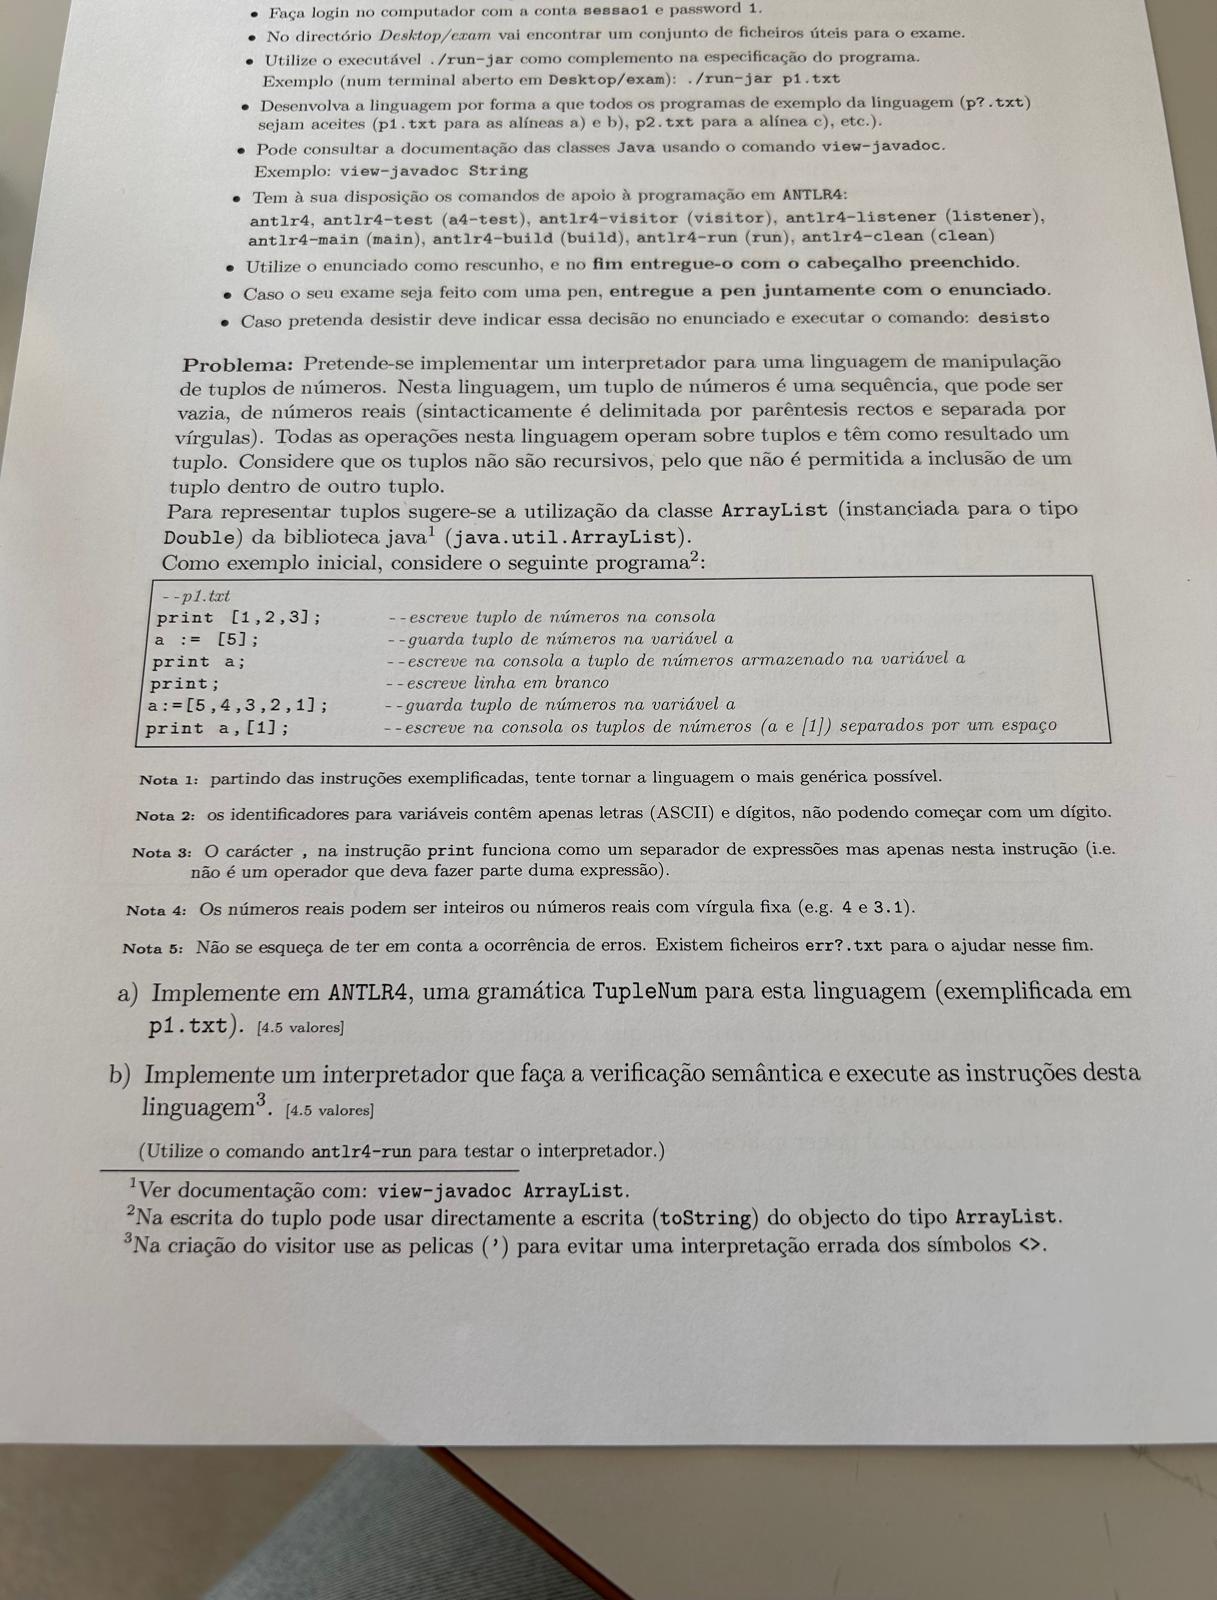 • Faça login no computador com a conta sessao1 e password 1.
• No directório Desktop/exam vai encontrar um conjunto de ficheiros úteis para o exame.
• Utilize o executável ./run-jar como complemento na especificação do programa.
Exemplo (num terminal aberto em Desktop/exam): ./run-jar p1.txt
• Desenvolva a linguagem por forma a que todos os programas de exemplo da linguagem (p?.txt)
sejam aceites (p1.txt para as alíneas a) e b), p2.txt para a alínea c), etc.).
• Pode consultar a documentação das classes Java usando o comando view-javadoc.
Exemplo: view-javadoc String
• Tem à sua disposição os comandos de apoio à programação em ANTLR4:
antlr4, antlr4-test (a4-test), antlr4-visitor (visitor), antlr4-listener (listener),
antlr4-main (main), antlr4-build (build), antlr4-run (run), antlr4-clean (clean)
• Utilize o enunciado como rescunho, e no fim entregue-o com o cabeçalho preenchido.
• Caso o seu exame seja feito com uma pen, entregue a pen juntamente com o enunciado.
• Caso pretenda desistir deve indicar essa decisão no enunciado e executar o comando: desisto
Problema: Pretende-se implementar um interpretador para uma linguagem de manipulação
de tuplos de números. Nesta linguagem, um tuplo de números é uma sequência, que pode ser
vazia, de números reais (sintacticamente é delimitada por parêntesis rectos e separada por
vírgulas). Todas as operações nesta linguagem operam sobre tuplos e têm como resultado um
tuplo. Considere que os tuplos não são recursivos, pelo que não é permitida a inclusão de um
tuplo dentro de outro tuplo.
Para representar tuplos sugere-se a utilização da classe ArrayList (instanciada para o tipo
Double) da biblioteca java¹ (java.util.ArrayList).
Como exemplo inicial, considere o seguinte programa²:
--p1.txt
print [1,2,3]; --escreve tuplo de números na consola
a := [5]; --guarda tuplo de números na variável a
print a; --escreve na consola a tuplo de números armazenado na variável a
print; --escreve linha em branco
a:=[5,4,3,2,1]; --guarda tuplo de números na variável a
print a,[1]; --escreve na consola os tuplos de números (a e [1]) separados por um espaço
Nota 1: partindo das instruções exemplificadas, tente tornar a linguagem o mais genérica possível.
Nota 2: os identificadores para variáveis contêm apenas letras (ASCII) e dígitos, não podendo começar com um dígito.
Nota 3: O carácter , na instrução print funciona como um separador de expressões mas apenas nesta instrução (i.e.
não é um operador que deva fazer parte duma expressão).
Nota 4: Os números reais podem ser inteiros ou números reais com vírgula fixa (e.g. 4 e 3.1).
Nota 5: Não se esqueça de ter em conta a ocorrência de erros. Existem ficheiros err?.txt para o ajudar nesse fim.
a) Implemente em ANTLR4, uma gramática TupleNum para esta linguagem (exemplificada em
p1.txt). [4.5 valores]
b) Implemente um interpretador que faça a verificação semântica e execute as instruções desta
linguagem³. [4.5 valores]
(Utilize o comando antlr4-run para testar o interpretador.)
¹Ver documentação com: view-javadoc ArrayList.
²Na escrita do tuplo pode usar directamente a escrita (toString) do objecto do tipo ArrayList.
³Na criação do visitor use as pelicas (') para evitar uma interpretação errada dos símbolos <>.